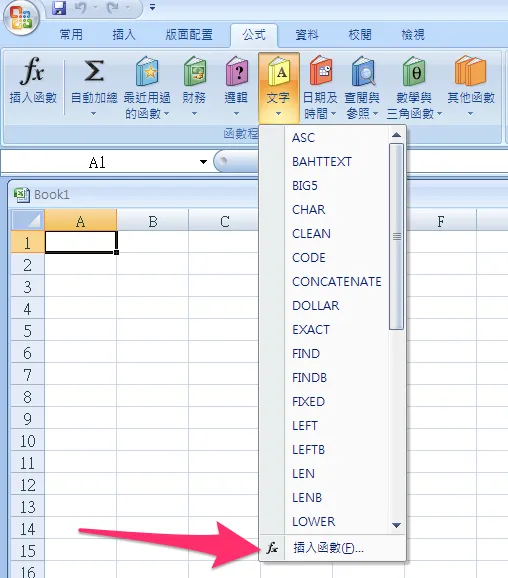 常用 插入 版面配置 公式 資料 校閱 檢視
fx Σ A ? θ
插入函數 自動加總 最近用過的函數 財務 邏輯 文字 日期及時間 查閱與參照 數學與三角函數 其他函數
函數程
A1
Book1
A B C F
1
2
3
4
5
6
7
8
9
10
11
12
13
14
15
16
ASC
BAHTTEXT
BIG5
CHAR
CLEAN
CODE
CONCATENATE
DOLLAR
EXACT
FIND
FINDB
FIXED
LEFT
LEFTB
LEN
LENB
LOWER
fx 插入函數(F)...